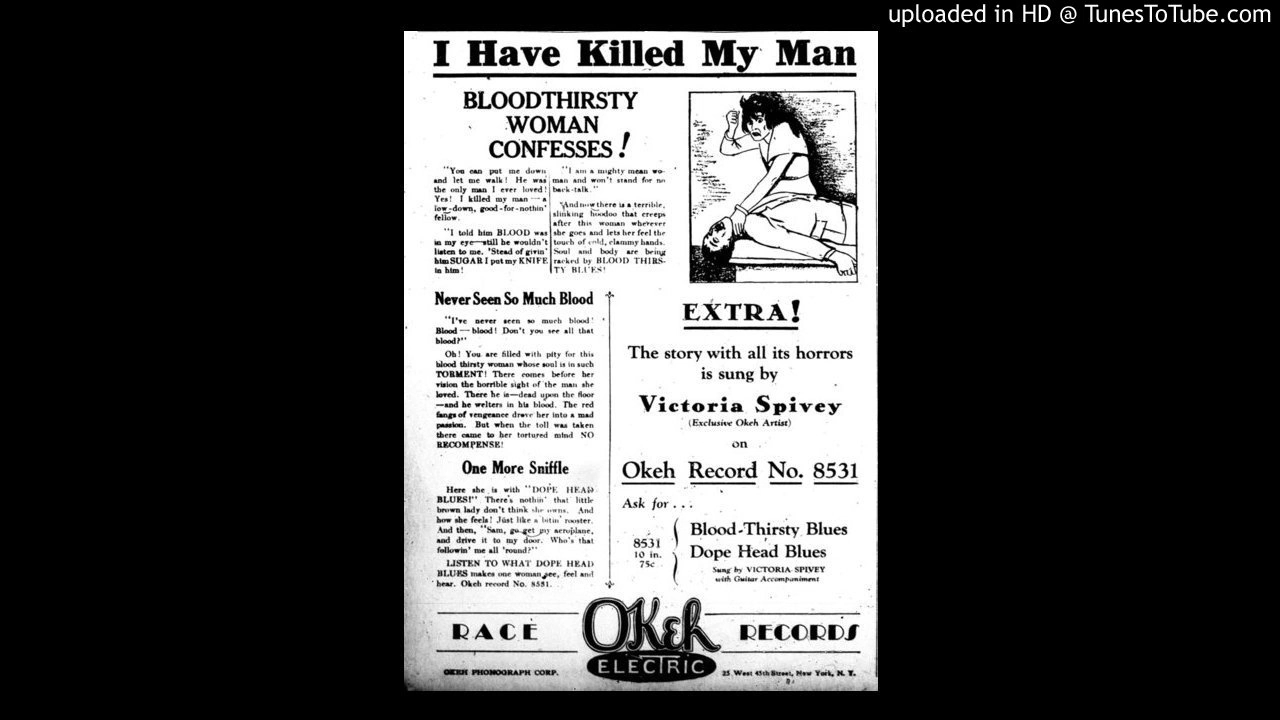 uploaded in HD @ TunesToTube.com
I Have Killed My Man
BLOODTHIRSTY
WOMAN
CONFESSES!
"You can put me down
and let me walk! He was
the only man I ever loved!
Yes! I killed my man — a
low-down, good-for-nothin'
fellow.
"I told him BLOOD was
in my eye—still he wouldn't
listen to me. 'Stead of givin'
him SUGAR I put my KNIFE
in him!
"I am a mighty mean wo-
man and won't stand for no
back-talk."
And now there is a terrible,
slinking hoodoo that creeps
after this woman wherever
she goes and lets her feel the
touch of cold, clammy hands.
Soul and body are being
racked by BLOOD THIRS-
TY BLUES!
Never Seen So Much Blood
"I've never seen so much blood!
Blood — blood! Don't you see all that
blood?"
Oh! You are filled with pity for this
blood thirsty woman whose soul is in such
TORMENT! There comes before her
vision the horrible sight of the man she
loved. There he is—dead upon the floor
—and he welters in his blood. The red
fangs of vengeance drove her into a mad
passion. But when the toll was taken
there came to her tortured mind NO
RECOMPENSE!
One More Sniffle
Here she is with "DOPE HEAD
BLUES!" There's nothin' that little
brown lady don't think she owns. And
how she feels! Just like a bitin' rooster.
And then, "Sam, go get my aeroplane,
and drive it to my door. Who's that
followin' me all 'round?"
LISTEN TO WHAT DOPE HEAD
BLUES makes one woman see, feel and
hear. Okeh record No. 8531.
EXTRA!
The story with all its horrors
is sung by
Victoria Spivey
(Exclusive Okeh Artist)
on
Okeh Record No. 8531
Ask for . . .
8531
10 in.
75c
Blood-Thirsty Blues
Dope Head Blues
Sung by VICTORIA SPIVEY
with Guitar Accompaniment
RACE OKeh RECORDS
ELECTRIC
OKEH PHONOGRAPH CORP. 25 West 45th Street, New York, N. Y.